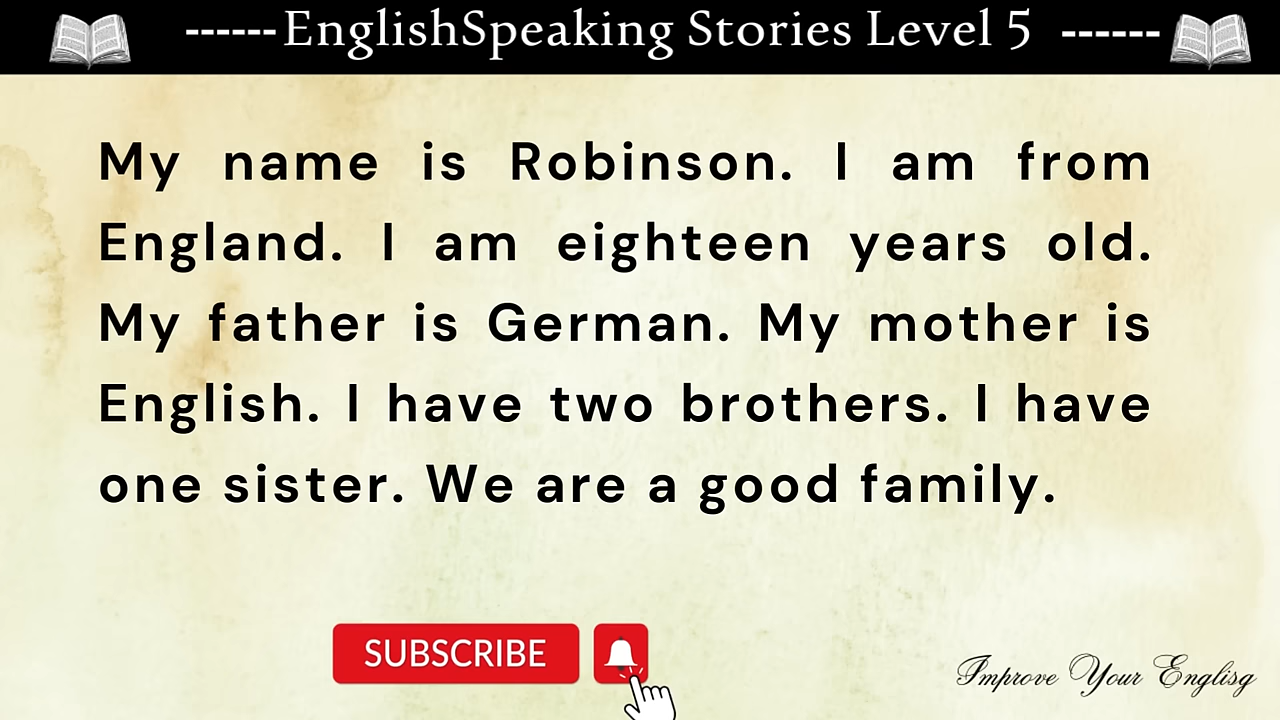 ------EnglishSpeaking Stories Level 5 ------
My name is Robinson. I am from
England. I am eighteen years old.
My father is German. My mother is
English. I have two brothers. I have
one sister. We are a good family.
SUBSCRIBE
Improve Your Englisg